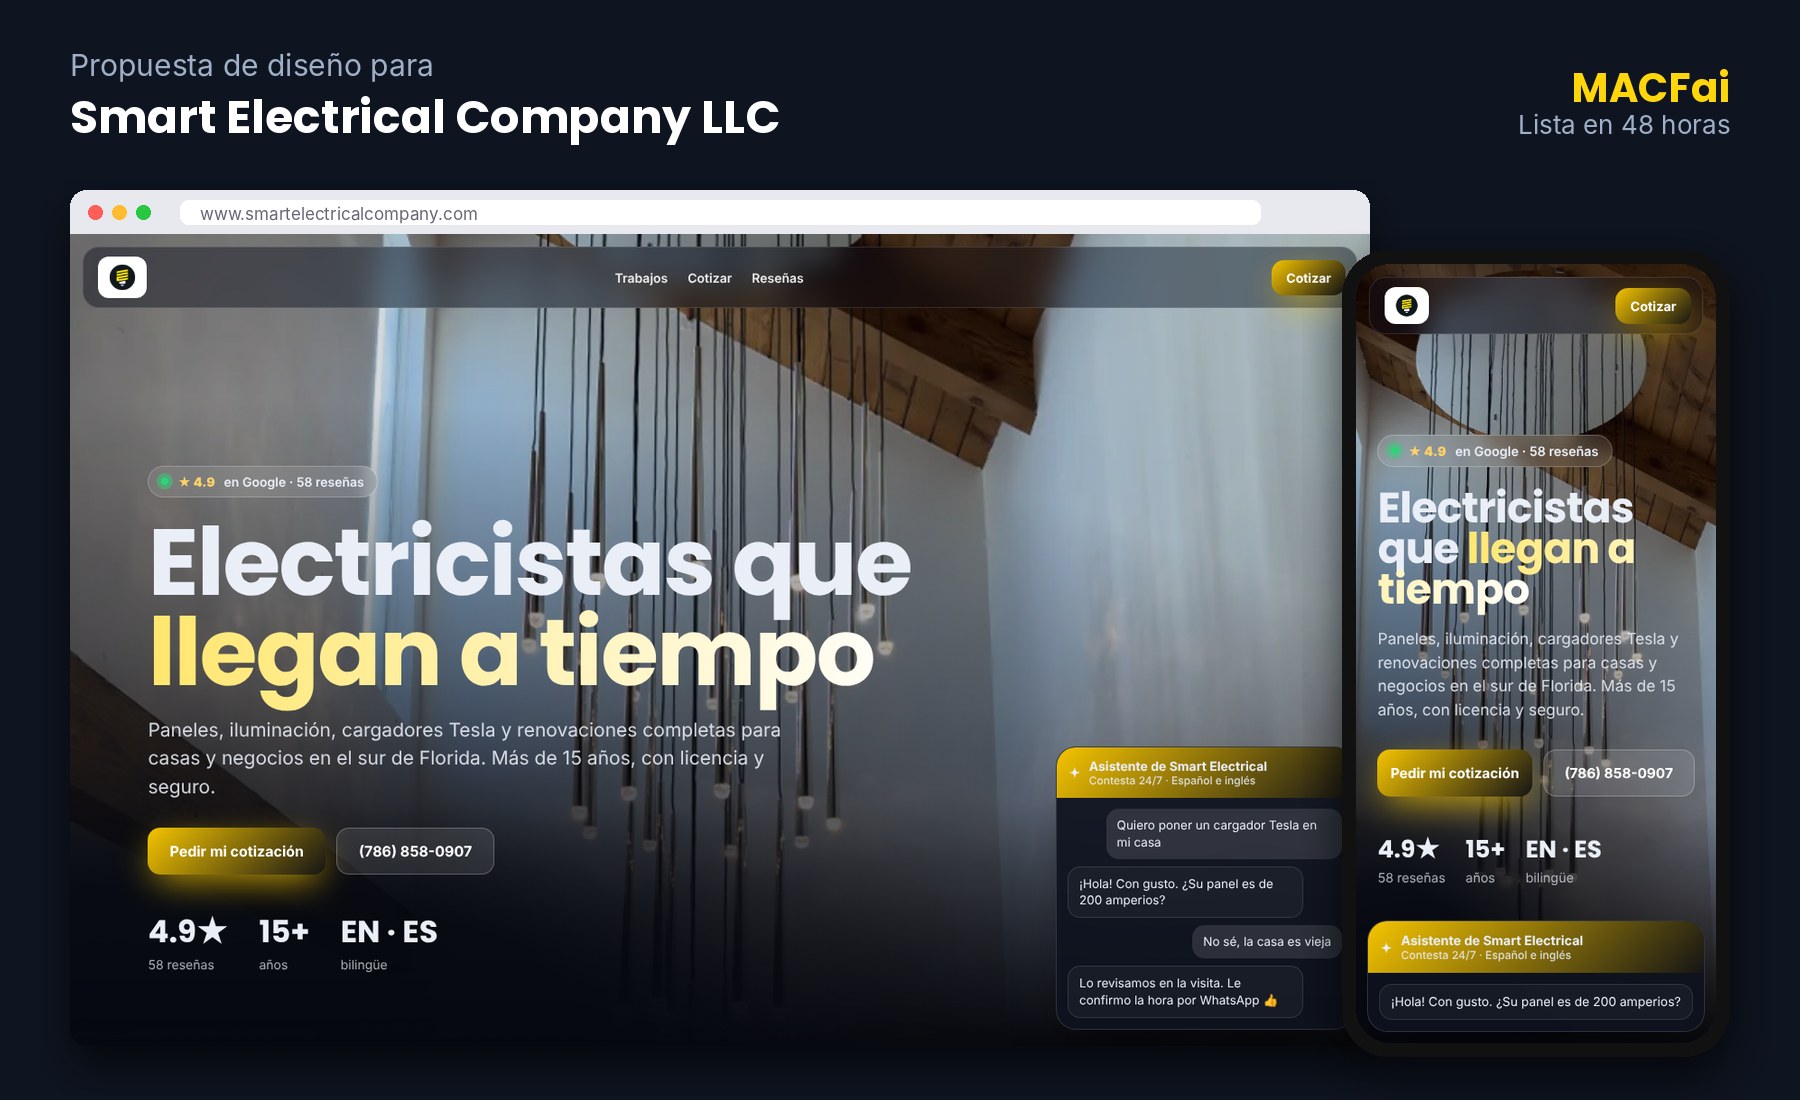 Propuesta de diseño para
Smart Electrical Company LLC
MACFai
Lista en 48 horas
www.smartelectricalcompany.com
Trabajos Cotizar Reseñas
Cotizar
★ 4.9 en Google · 58 reseñas
Electricistas que
llegan a tiempo
Paneles, iluminación, cargadores Tesla y renovaciones completas para
casas y negocios en el sur de Florida. Más de 15 años, con licencia y
seguro.
Pedir mi cotización
(786) 858-0907
4.9★ 15+ EN · ES
58 reseñas años bilingüe
Asistente de Smart Electrical
Contesta 24/7 · Español e inglés
Quiero poner un cargador Tesla en
mi casa
¡Hola! Con gusto. ¿Su panel es de
200 amperios?
No sé, la casa es vieja
Lo revisamos en la visita. Le
confirmo la hora por WhatsApp 👍
Cotizar
★ 4.9 en Google · 58 reseñas
Electricistas
que llegan a
tiempo
Paneles, iluminación, cargadores Tesla y
renovaciones completas para casas y
negocios en el sur de Florida. Más de 15
años, con licencia y seguro.
Pedir mi cotización
(786) 858-0907
4.9★ 15+ EN · ES
58 reseñas años bilingüe
Asistente de Smart Electrical
Contesta 24/7 · Español e inglés
¡Hola! Con gusto. ¿Su panel es de 200 amperios?